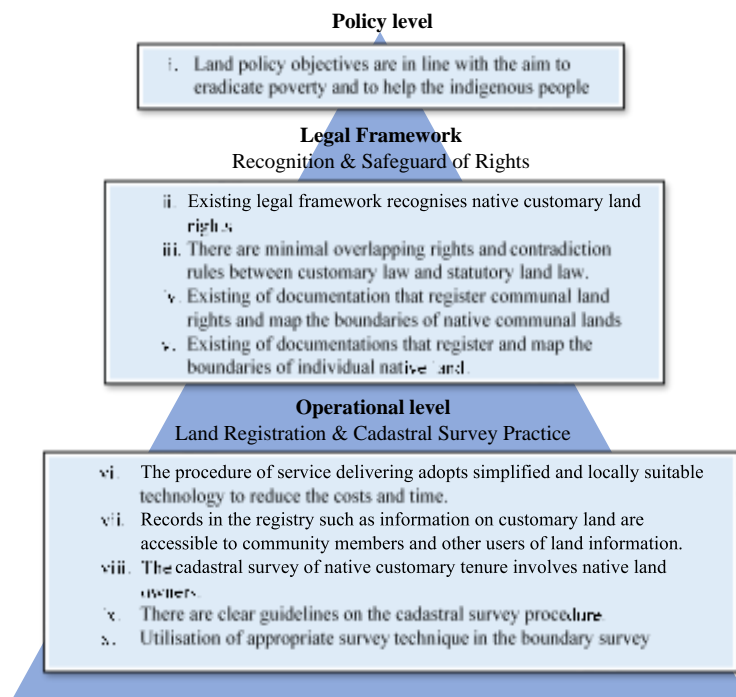 Policy level
i. Land policy objectives are in line with the aim to
eradicate poverty and to help the indigenous people
Legal Framework
Recognition & Safeguard of Rights
ii. Existing legal framework recognises native customary land
rights
iii. There are minimal overlapping rights and contradiction
rules between customary law and statutory land law.
iv. Existing of documentation that register communal land
rights and map the boundaries of native communal lands
v. Existing of documentations that register and map the
boundaries of individual native land.
Operational level
Land Registration & Cadastral Survey Practice
vi. The procedure of service delivering adopts simplified and locally suitable
technology to reduce the costs and time.
vii. Records in the registry such as information on customary land are
accessible to community members and other users of land information.
viii. The cadastral survey of native customary tenure involves native land
owners.
ix. There are clear guidelines on the cadastral survey procedure.
x. Utilisation of appropriate survey technique in the boundary survey